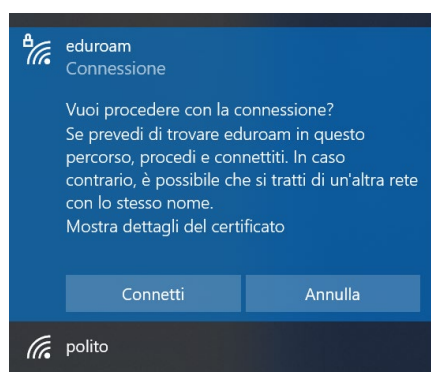 eduroam
Connessione
Vuoi procedere con la connessione?
Se prevedi di trovare eduroam in questo
percorso, procedi e connettiti. In caso
contrario, è possibile che si tratti di un'altra rete
con lo stesso nome.
Mostra dettagli del certificato
Connetti
Annulla
polito